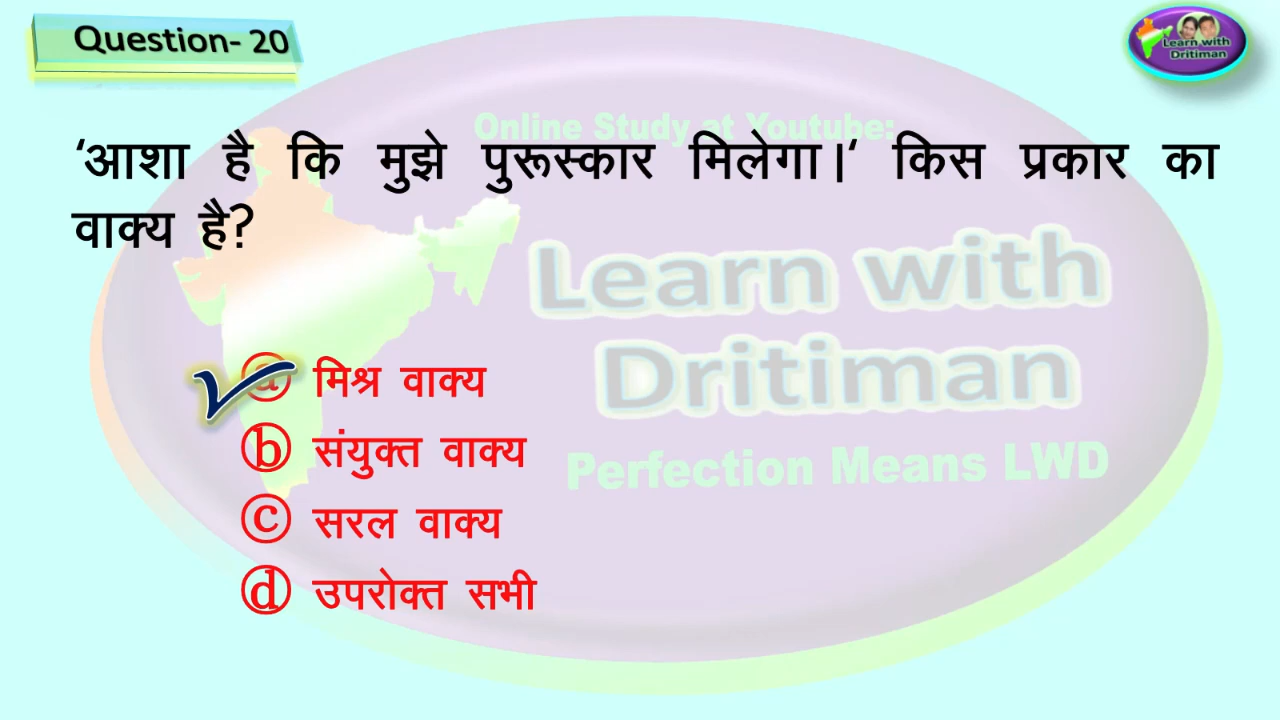 Question- 20
Learn with
Dritiman
Online Study at Youtube:
‘आशा है कि मुझे पुरूस्कार मिलेगा।‘ किस प्रकार का
वाक्य है?
Learn with
Dritiman
Perfection Means LWD
ⓐ मिश्र वाक्य
ⓑ संयुक्त वाक्य
ⓒ सरल वाक्य
ⓓ उपरोक्त सभी